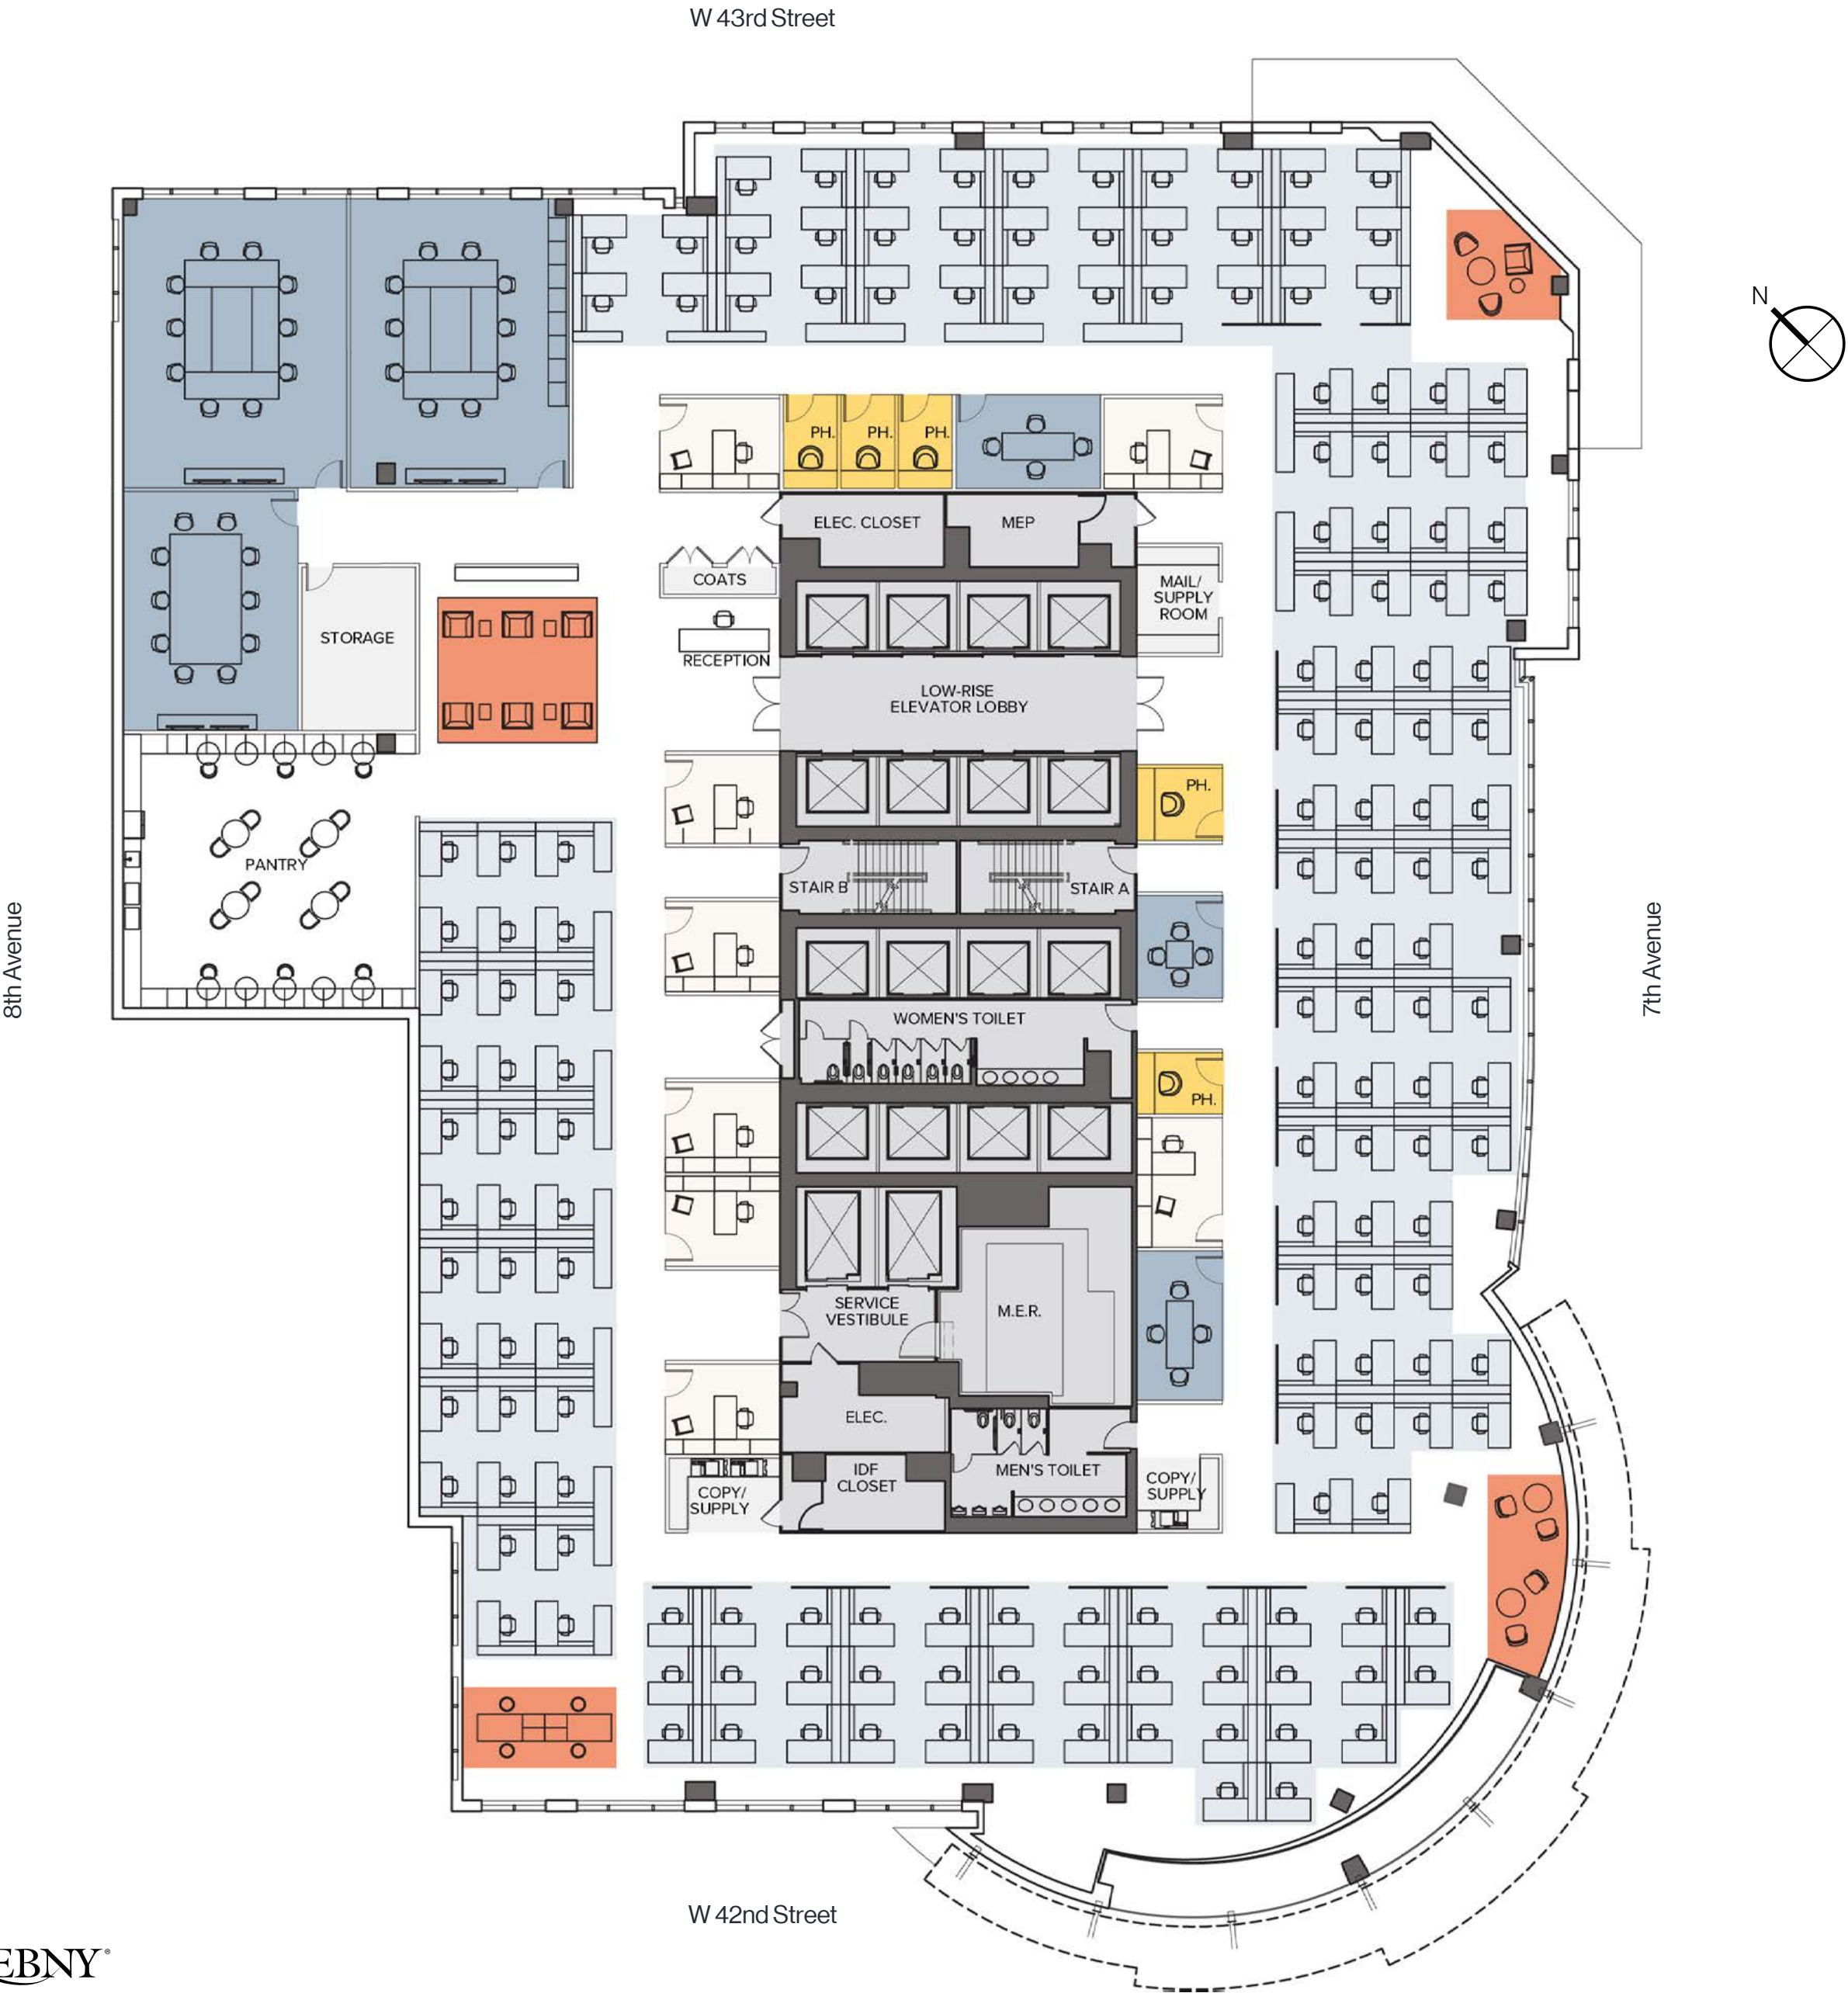 W 43rd Street
N
PH.
PH.
PH.
ELEC. CLOSET
MEP
COATS
MAIL/
SUPPLY
ROOM
STORAGE
RECEPTION
LOW-RISE
ELEVATOR LOBBY
PH.
PANTRY
STAIR B
STAIR A
8th Avenue
7th Avenue
WOMEN'S TOILET
PH.
SERVICE
VESTIBULE
M.E.R.
ELEC.
IDF
CLOSET
MEN'S TOILET
COPY/
SUPPLY
COPY/
SUPPLY
W 42nd Street
EBNY®